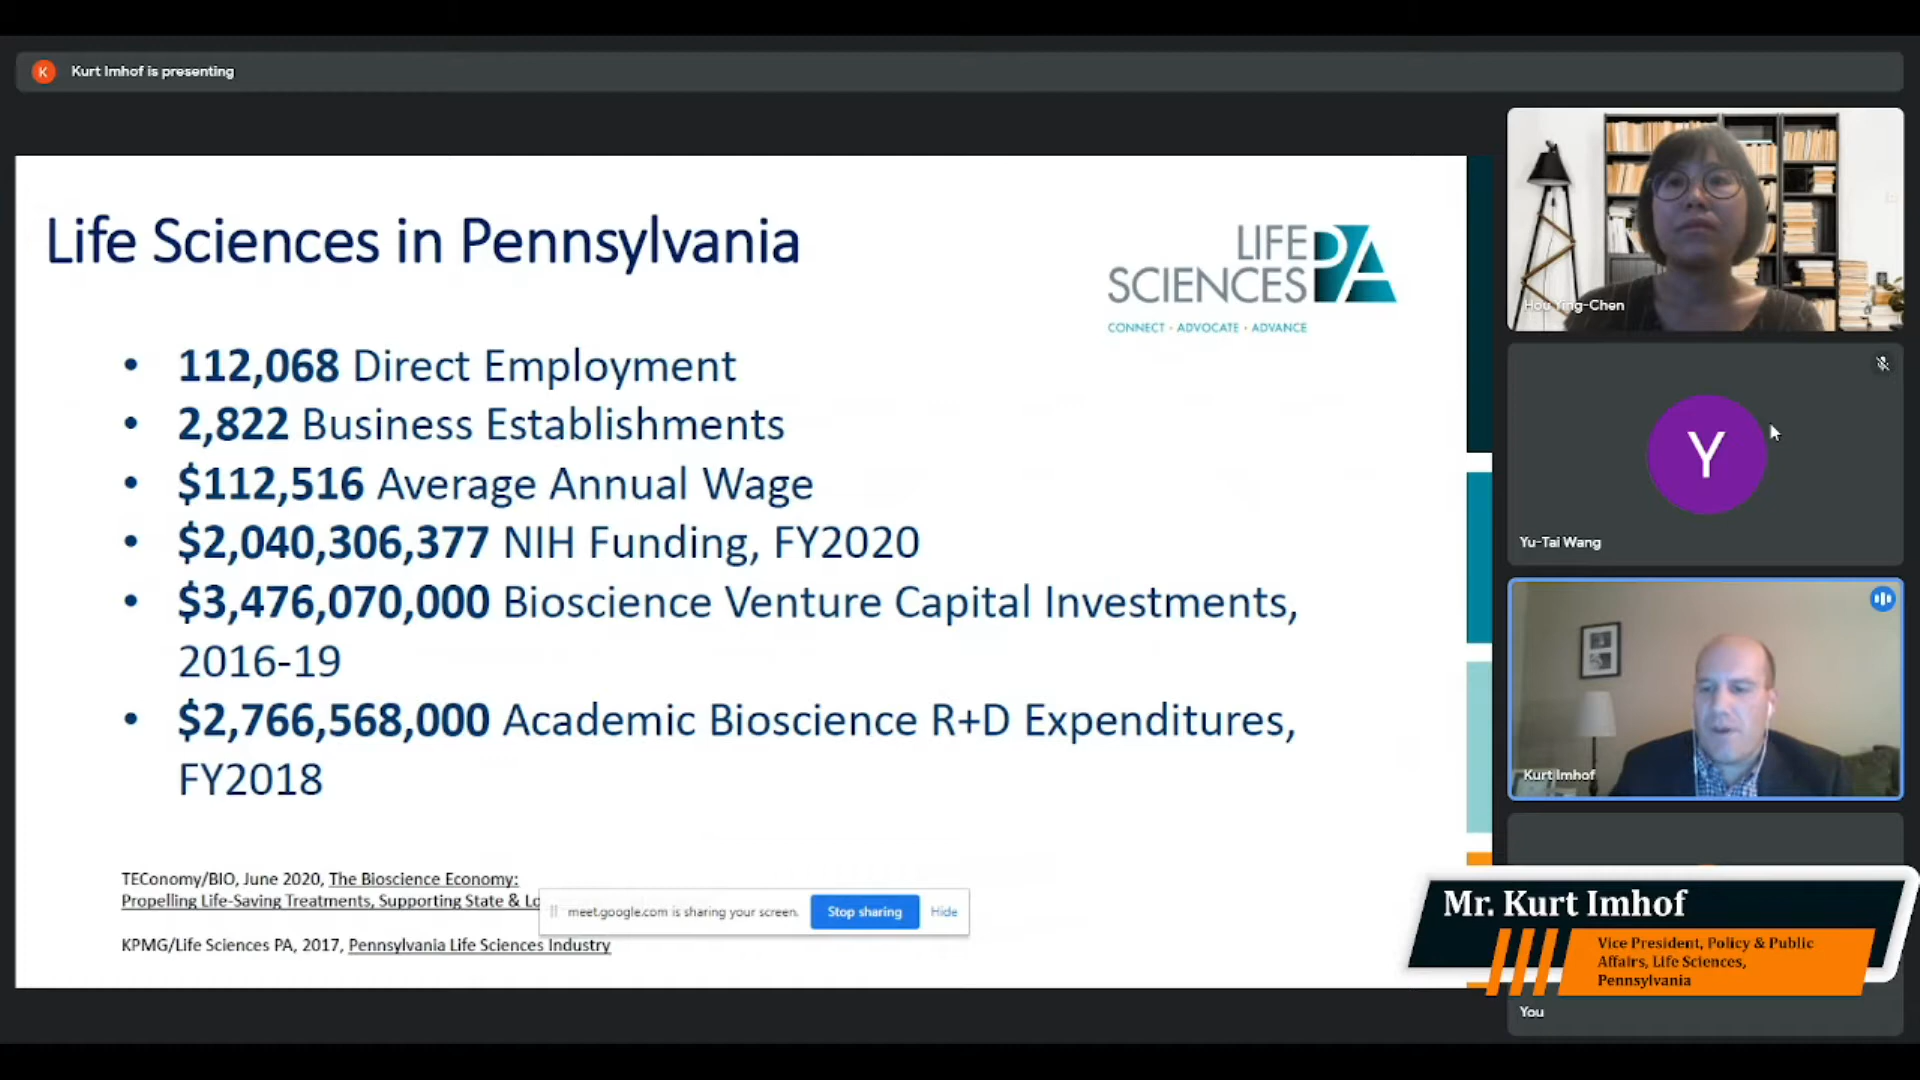 K
Kurt Imhof is presenting
Life Sciences in Pennsylvania
LIFE
SCIENCES PA
CONNECT · ADVOCATE · ADVANCE
• 112,068 Direct Employment
• 2,822 Business Establishments
• $112,516 Average Annual Wage
• $2,040,306,377 NIH Funding, FY2020
• $3,476,070,000 Bioscience Venture Capital Investments,
2016-19
• $2,766,568,000 Academic Bioscience R+D Expenditures,
FY2018
TEConomy/BIO, June 2020, The Bioscience Economy:
Propelling Life-Saving Treatments, Supporting State &
KPMG/Life Sciences PA, 2017, Pennsylvania Life Sciences Industry
meet.google.com is sharing your screen.
Stop sharing
Hide
Hou Ying-Chen
Y
Yu-Tai Wang
Kurt Imhof
Mr. Kurt Imhof
Vice President, Policy & Public
Affairs, Life Sciences,
Pennsylvania
You